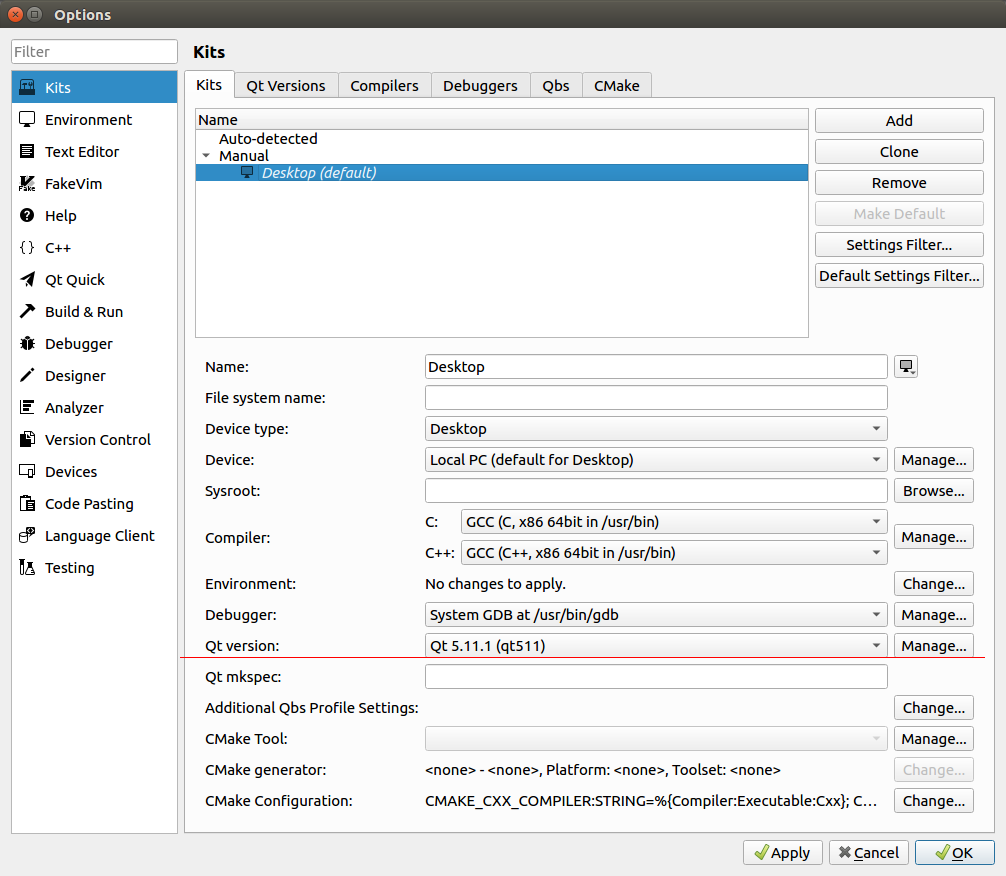 Options
Filter
Kits
Environment
Text Editor
FakeVim
Help
C++
Qt Quick
Build & Run
Debugger
Designer
Analyzer
Version Control
Devices
Code Pasting
Language Client
Testing
Kits
Kits Qt Versions Compilers Debuggers Qbs CMake
Name
Auto-detected
Manual
Desktop (default)
Add
Clone
Remove
Make Default
Settings Filter...
Default Settings Filter...
Name: Desktop
File system name:
Device type: Desktop
Device: Local PC (default for Desktop) Manage...
Sysroot: Browse...
Compiler: C: GCC (C, x86 64bit in /usr/bin)
C++: GCC (C++, x86 64bit in /usr/bin) Manage...
Environment: No changes to apply. Change...
Debugger: System GDB at /usr/bin/gdb Manage...
Qt version: Qt 5.11.1 (qt511) Manage...
Qt mkspec:
Additional Qbs Profile Settings: Change...
CMake Tool: Manage...
CMake generator: <none> - <none>, Platform: <none>, Toolset: <none> Change...
CMake Configuration: CMAKE_CXX_COMPILER:STRING=%{Compiler:Executable:Cxx}; C... Change...
Apply Cancel OK